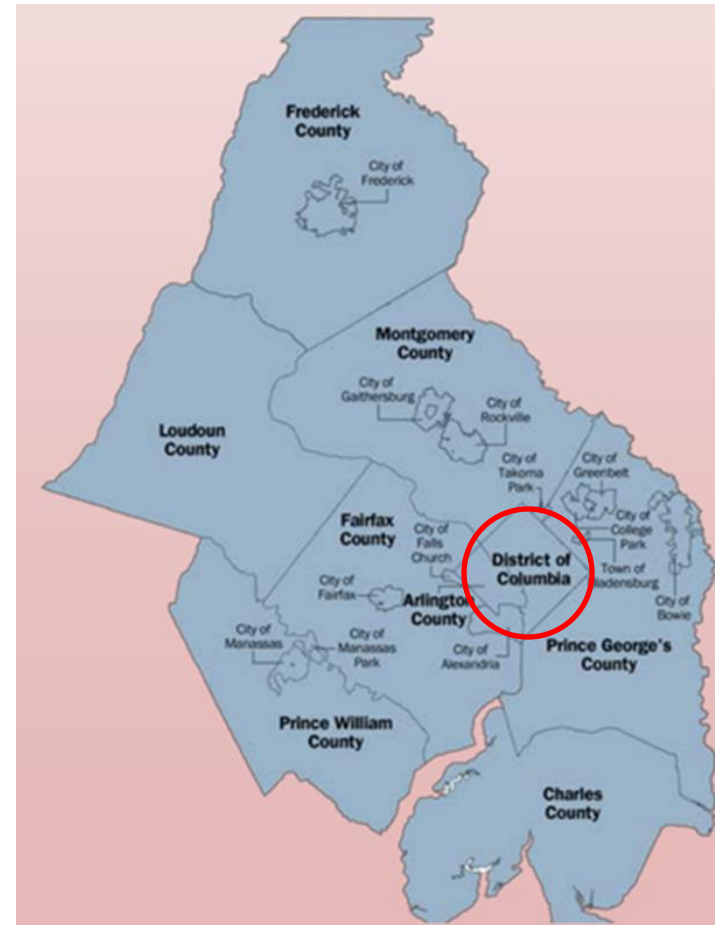 Frederick
County
City of
Frederick
Montgomery
County
City of
Gaithersburg
City of
Rockville
Loudoun
County
City of
Takoma
Park
City of
Greenbelt
Fairfax
County
City of
Falls
Church
City of
College
Park
District of
Columbia
Town of
ladensburg
City of
Fairfax
Arlington
County
City of
Bowie
City of
Manassas
City of
Manassas
Park
City of
Alexandria
Prince George's
County
Prince William
County
Charles
County